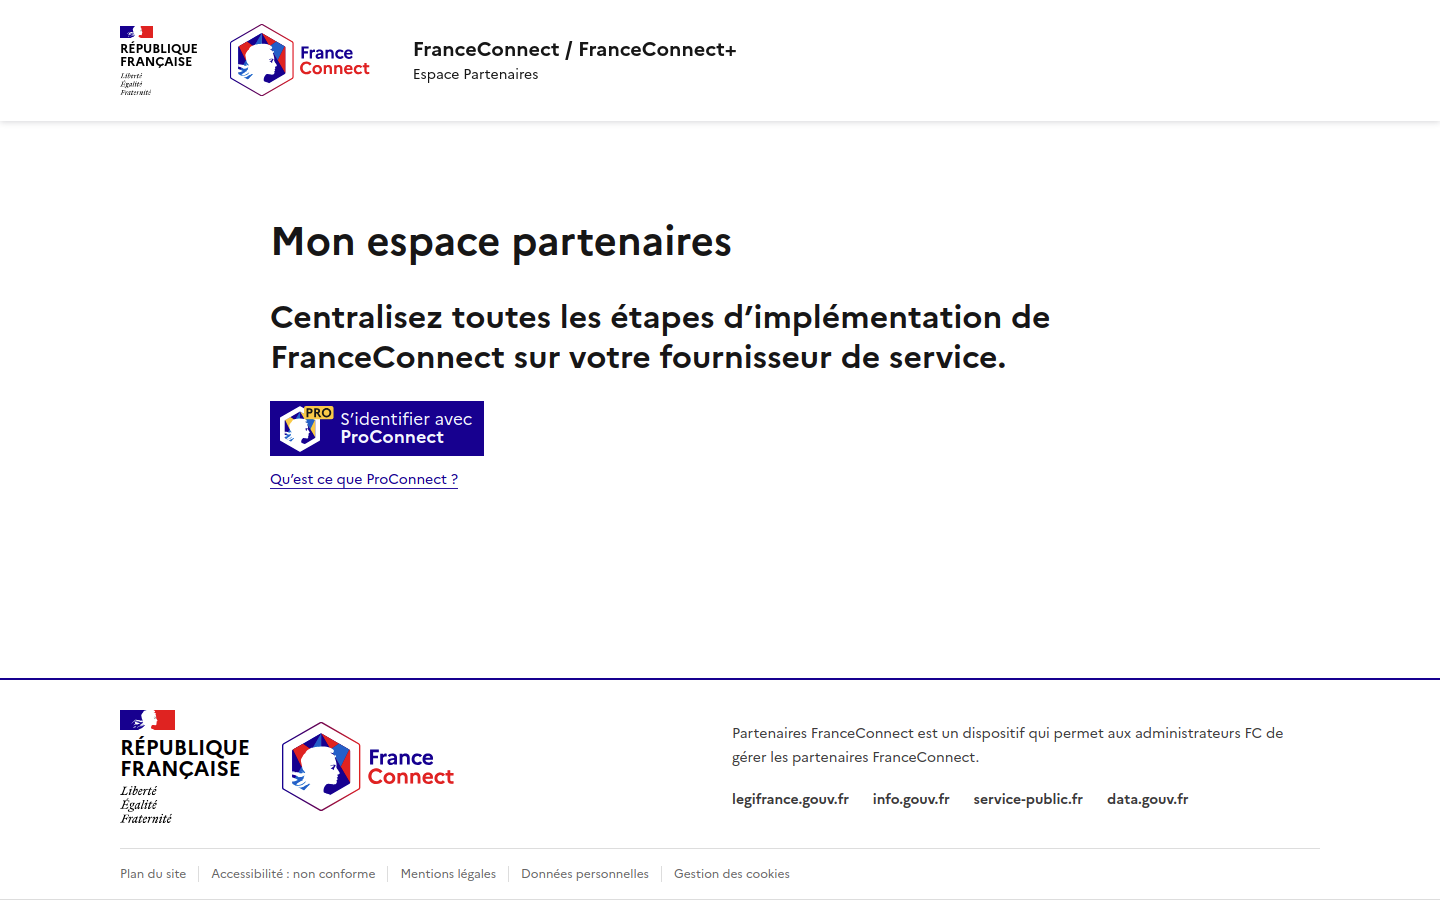 RÉPUBLIQUE
FRANÇAISE
Liberté
Égalité
Fraternité
France
Connect
FranceConnect / FranceConnect+
Espace Partenaires
Mon espace partenaires
Centralisez toutes les étapes d’implémentation de
FranceConnect sur votre fournisseur de service.
PRO
S’identifier avec
ProConnect
Qu’est ce que ProConnect ?
RÉPUBLIQUE
FRANÇAISE
Liberté
Égalité
Fraternité
France
Connect
Partenaires FranceConnect est un dispositif qui permet aux administrateurs FC de
gérer les partenaires FranceConnect.
legifrance.gouv.fr info.gouv.fr service-public.fr data.gouv.fr
Plan du site Accessibilité : non conforme Mentions légales Données personnelles Gestion des cookies